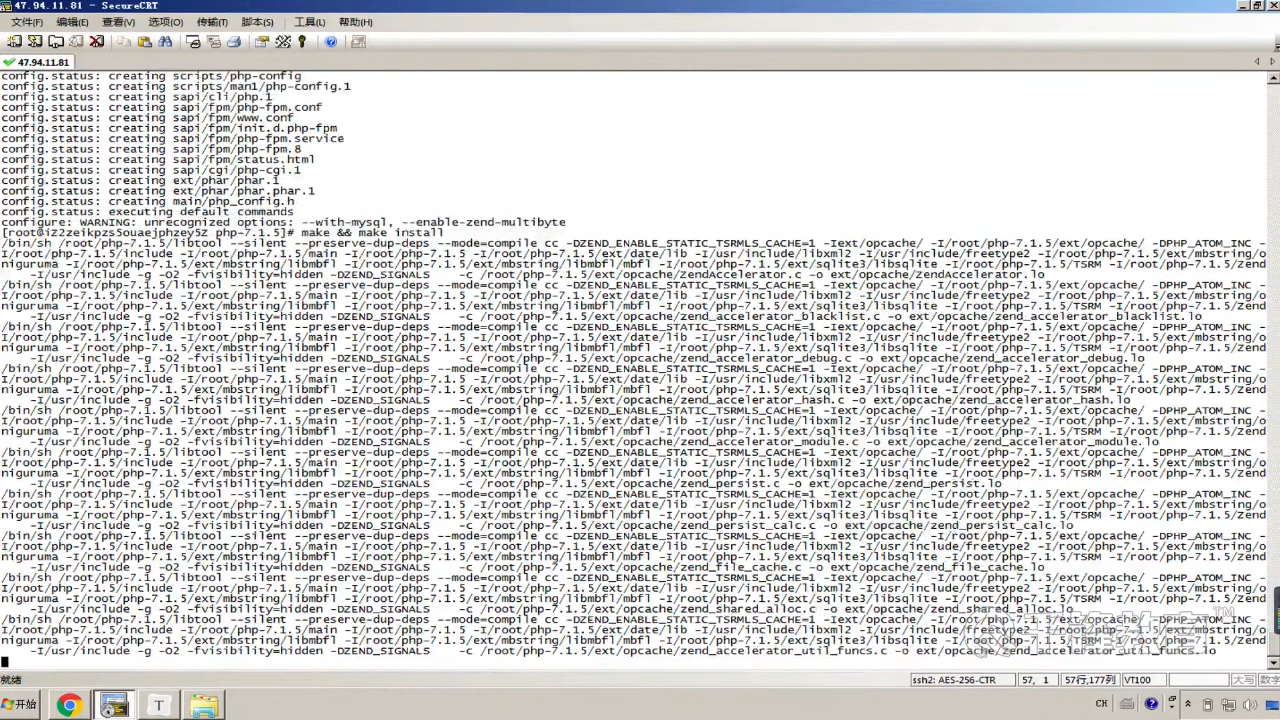 47.94.11.81 - SecureCRT
文件(F) 编辑(E) 查看(V) 选项(O) 传输(T) 脚本(S) 工具(L) 帮助(H)
47.94.11.81
config.status: creating scripts/php-config
config.status: creating scripts/man1/php-config.1
config.status: creating sapi/cli/php.1
config.status: creating sapi/fpm/php-fpm.conf
config.status: creating sapi/fpm/www.conf
config.status: creating sapi/fpm/init.d.php-fpm
config.status: creating sapi/fpm/php-fpm.service
config.status: creating sapi/fpm/php-fpm.8
config.status: creating sapi/fpm/status.html
config.status: creating sapi/cgi/php-cgi.1
config.status: creating ext/phar/phar.1
config.status: creating ext/phar/phar.phar.1
config.status: creating main/php_config.h
config.status: executing default commands
configure: WARNING: unrecognized options: --with-mysql, --enable-zend-multibyte
[root@iZ2zeikpzs5ouaejphzey5Z php-7.1.5]# make && make install
/bin/sh /root/php-7.1.5/libtool --silent --preserve-dup-deps --mode=compile cc -DZEND_ENABLE_STATIC_TSRMLS_CACHE=1 -Iext/opcache/ -I/root/php-7.1.5/ext/opcache/ -DPHP_ATOM_INC -
I/root/php-7.1.5/include -I/root/php-7.1.5/main -I/root/php-7.1.5 -I/root/php-7.1.5/ext/date/lib -I/usr/include/libxml2 -I/usr/include/freetype2 -I/root/php-7.1.5/ext/mbstring/o
niguruma -I/root/php-7.1.5/ext/mbstring/libmbfl -I/root/php-7.1.5/ext/mbstring/libmbfl/mbfl -I/root/php-7.1.5/ext/sqlite3/libsqlite -I/root/php-7.1.5/TSRM -I/root/php-7.1.5/Zend
-I/usr/include -g -O2 -fvisibility=hidden -DZEND_SIGNALS -c /root/php-7.1.5/ext/opcache/ZendAccelerator.c -o ext/opcache/ZendAccelerator.lo
/bin/sh /root/php-7.1.5/libtool --silent --preserve-dup-deps --mode=compile cc -DZEND_ENABLE_STATIC_TSRMLS_CACHE=1 -Iext/opcache/ -I/root/php-7.1.5/ext/opcache/ -DPHP_ATOM_INC -
I/root/php-7.1.5/include -I/root/php-7.1.5/main -I/root/php-7.1.5 -I/root/php-7.1.5/ext/date/lib -I/usr/include/libxml2 -I/usr/include/freetype2 -I/root/php-7.1.5/ext/mbstring/o
niguruma -I/root/php-7.1.5/ext/mbstring/libmbfl -I/root/php-7.1.5/ext/mbstring/libmbfl/mbfl -I/root/php-7.1.5/ext/sqlite3/libsqlite -I/root/php-7.1.5/TSRM -I/root/php-7.1.5/Zend
-I/usr/include -g -O2 -fvisibility=hidden -DZEND_SIGNALS -c /root/php-7.1.5/ext/opcache/zend_accelerator_blacklist.c -o ext/opcache/zend_accelerator_blacklist.lo
/bin/sh /root/php-7.1.5/libtool --silent --preserve-dup-deps --mode=compile cc -DZEND_ENABLE_STATIC_TSRMLS_CACHE=1 -Iext/opcache/ -I/root/php-7.1.5/ext/opcache/ -DPHP_ATOM_INC -
I/root/php-7.1.5/include -I/root/php-7.1.5/main -I/root/php-7.1.5 -I/root/php-7.1.5/ext/date/lib -I/usr/include/libxml2 -I/usr/include/freetype2 -I/root/php-7.1.5/ext/mbstring/o
niguruma -I/root/php-7.1.5/ext/mbstring/libmbfl -I/root/php-7.1.5/ext/mbstring/libmbfl/mbfl -I/root/php-7.1.5/ext/sqlite3/libsqlite -I/root/php-7.1.5/TSRM -I/root/php-7.1.5/Zend
-I/usr/include -g -O2 -fvisibility=hidden -DZEND_SIGNALS -c /root/php-7.1.5/ext/opcache/zend_accelerator_debug.c -o ext/opcache/zend_accelerator_debug.lo
/bin/sh /root/php-7.1.5/libtool --silent --preserve-dup-deps --mode=compile cc -DZEND_ENABLE_STATIC_TSRMLS_CACHE=1 -Iext/opcache/ -I/root/php-7.1.5/ext/opcache/ -DPHP_ATOM_INC -
I/root/php-7.1.5/include -I/root/php-7.1.5/main -I/root/php-7.1.5 -I/root/php-7.1.5/ext/date/lib -I/usr/include/libxml2 -I/usr/include/freetype2 -I/root/php-7.1.5/ext/mbstring/o
niguruma -I/root/php-7.1.5/ext/mbstring/libmbfl -I/root/php-7.1.5/ext/mbstring/libmbfl/mbfl -I/root/php-7.1.5/ext/sqlite3/libsqlite -I/root/php-7.1.5/TSRM -I/root/php-7.1.5/Zend
-I/usr/include -g -O2 -fvisibility=hidden -DZEND_SIGNALS -c /root/php-7.1.5/ext/opcache/zend_accelerator_hash.c -o ext/opcache/zend_accelerator_hash.lo
/bin/sh /root/php-7.1.5/libtool --silent --preserve-dup-deps --mode=compile cc -DZEND_ENABLE_STATIC_TSRMLS_CACHE=1 -Iext/opcache/ -I/root/php-7.1.5/ext/opcache/ -DPHP_ATOM_INC -
I/root/php-7.1.5/include -I/root/php-7.1.5/main -I/root/php-7.1.5 -I/root/php-7.1.5/ext/date/lib -I/usr/include/libxml2 -I/usr/include/freetype2 -I/root/php-7.1.5/ext/mbstring/o
niguruma -I/root/php-7.1.5/ext/mbstring/libmbfl -I/root/php-7.1.5/ext/mbstring/libmbfl/mbfl -I/root/php-7.1.5/ext/sqlite3/libsqlite -I/root/php-7.1.5/TSRM -I/root/php-7.1.5/Zend
-I/usr/include -g -O2 -fvisibility=hidden -DZEND_SIGNALS -c /root/php-7.1.5/ext/opcache/zend_accelerator_module.c -o ext/opcache/zend_accelerator_module.lo
/bin/sh /root/php-7.1.5/libtool --silent --preserve-dup-deps --mode=compile cc -DZEND_ENABLE_STATIC_TSRMLS_CACHE=1 -Iext/opcache/ -I/root/php-7.1.5/ext/opcache/ -DPHP_ATOM_INC -
I/root/php-7.1.5/include -I/root/php-7.1.5/main -I/root/php-7.1.5 -I/root/php-7.1.5/ext/date/lib -I/usr/include/libxml2 -I/usr/include/freetype2 -I/root/php-7.1.5/ext/mbstring/o
niguruma -I/root/php-7.1.5/ext/mbstring/libmbfl -I/root/php-7.1.5/ext/mbstring/libmbfl/mbfl -I/root/php-7.1.5/ext/sqlite3/libsqlite -I/root/php-7.1.5/TSRM -I/root/php-7.1.5/Zend
-I/usr/include -g -O2 -fvisibility=hidden -DZEND_SIGNALS -c /root/php-7.1.5/ext/opcache/zend_persist.c -o ext/opcache/zend_persist.lo
/bin/sh /root/php-7.1.5/libtool --silent --preserve-dup-deps --mode=compile cc -DZEND_ENABLE_STATIC_TSRMLS_CACHE=1 -Iext/opcache/ -I/root/php-7.1.5/ext/opcache/ -DPHP_ATOM_INC -
I/root/php-7.1.5/include -I/root/php-7.1.5/main -I/root/php-7.1.5 -I/root/php-7.1.5/ext/date/lib -I/usr/include/libxml2 -I/usr/include/freetype2 -I/root/php-7.1.5/ext/mbstring/o
niguruma -I/root/php-7.1.5/ext/mbstring/libmbfl -I/root/php-7.1.5/ext/mbstring/libmbfl/mbfl -I/root/php-7.1.5/ext/sqlite3/libsqlite -I/root/php-7.1.5/TSRM -I/root/php-7.1.5/Zend
-I/usr/include -g -O2 -fvisibility=hidden -DZEND_SIGNALS -c /root/php-7.1.5/ext/opcache/zend_persist_calc.c -o ext/opcache/zend_persist_calc.lo
/bin/sh /root/php-7.1.5/libtool --silent --preserve-dup-deps --mode=compile cc -DZEND_ENABLE_STATIC_TSRMLS_CACHE=1 -Iext/opcache/ -I/root/php-7.1.5/ext/opcache/ -DPHP_ATOM_INC -
I/root/php-7.1.5/include -I/root/php-7.1.5/main -I/root/php-7.1.5 -I/root/php-7.1.5/ext/date/lib -I/usr/include/libxml2 -I/usr/include/freetype2 -I/root/php-7.1.5/ext/mbstring/o
niguruma -I/root/php-7.1.5/ext/mbstring/libmbfl -I/root/php-7.1.5/ext/mbstring/libmbfl/mbfl -I/root/php-7.1.5/ext/sqlite3/libsqlite -I/root/php-7.1.5/TSRM -I/root/php-7.1.5/Zend
-I/usr/include -g -O2 -fvisibility=hidden -DZEND_SIGNALS -c /root/php-7.1.5/ext/opcache/zend_file_cache.c -o ext/opcache/zend_file_cache.lo
/bin/sh /root/php-7.1.5/libtool --silent --preserve-dup-deps --mode=compile cc -DZEND_ENABLE_STATIC_TSRMLS_CACHE=1 -Iext/opcache/ -I/root/php-7.1.5/ext/opcache/ -DPHP_ATOM_INC -
I/root/php-7.1.5/include -I/root/php-7.1.5/main -I/root/php-7.1.5 -I/root/php-7.1.5/ext/date/lib -I/usr/include/libxml2 -I/usr/include/freetype2 -I/root/php-7.1.5/ext/mbstring/o
niguruma -I/root/php-7.1.5/ext/mbstring/libmbfl -I/root/php-7.1.5/ext/mbstring/libmbfl/mbfl -I/root/php-7.1.5/ext/sqlite3/libsqlite -I/root/php-7.1.5/TSRM -I/root/php-7.1.5/Zend
-I/usr/include -g -O2 -fvisibility=hidden -DZEND_SIGNALS -c /root/php-7.1.5/ext/opcache/zend_shared_alloc.c -o ext/opcache/zend_shared_alloc.lo
/bin/sh /root/php-7.1.5/libtool --silent --preserve-dup-deps --mode=compile cc -DZEND_ENABLE_STATIC_TSRMLS_CACHE=1 -Iext/opcache/ -I/root/php-7.1.5/ext/opcache/ -DPHP_ATOM_INC -
I/root/php-7.1.5/include -I/root/php-7.1.5/main -I/root/php-7.1.5 -I/root/php-7.1.5/ext/date/lib -I/usr/include/libxml2 -I/usr/include/freetype2 -I/root/php-7.1.5/ext/mbstring/o
niguruma -I/root/php-7.1.5/ext/mbstring/libmbfl -I/root/php-7.1.5/ext/mbstring/libmbfl/mbfl -I/root/php-7.1.5/ext/sqlite3/libsqlite -I/root/php-7.1.5/TSRM -I/root/php-7.1.5/Zend
-I/usr/include -g -O2 -fvisibility=hidden -DZEND_SIGNALS -c /root/php-7.1.5/ext/opcache/zend_accelerator_util_funcs.c -o ext/opcache/zend_accelerator_util_funcs.lo
就绪 ssh2: AES-256-CTR 57, 1 57行,177列 VT100 大写 数字
开始 T CH